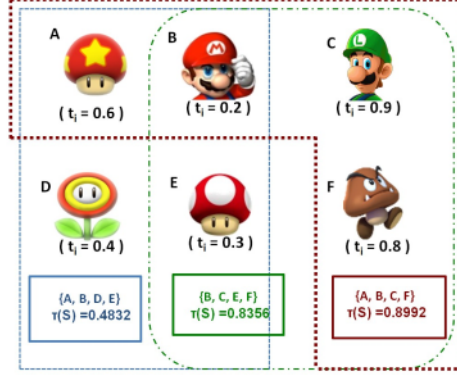 A
B
C
( tᵢ = 0.6 )
( tᵢ = 0.2 )
( tᵢ = 0.9 )
D
E
F
( tᵢ = 0.4 )
( tᵢ = 0.3 )
( tᵢ = 0.8 )
{A, B, D, E}
τ(S) =0.4832
{B, C, E, F}
τ(S) =0.8356
{A, B, C, F}
τ(S) =0.8992
M
L